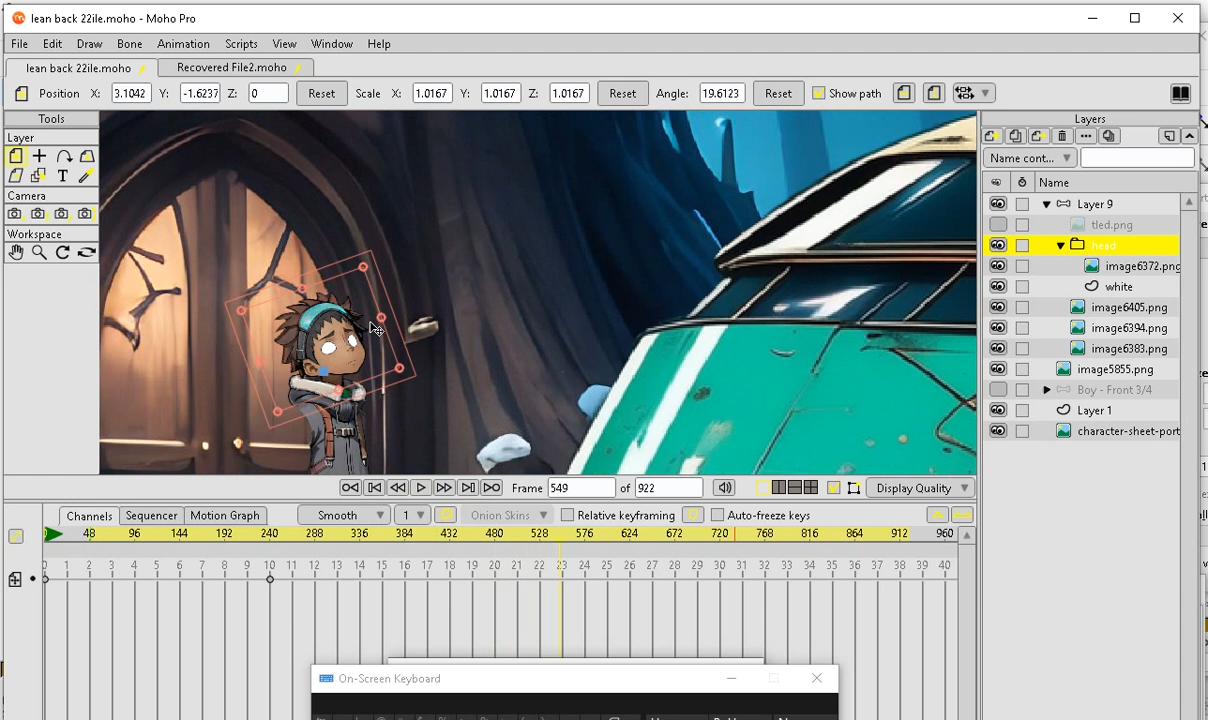 lean back 22ile.moho - Moho Pro
File Edit Draw Bone Animation Scripts View Window Help
lean back 22ile.moho Recovered File2.moho
Position X: 3.1042 Y: -1.6237 Z: 0 Reset Scale X: 1.0167 Y: 1.0167 Z: 1.0167 Reset Angle: 19.6123 Reset Show path
Tools
Layer
T
Camera
Workspace
Layers
Name cont...
Name
Layer 9
tled.png
head
image6372.png
white
image6405.png
image6394.png
image6383.png
image5855.png
Boy - Front 3/4
Layer 1
character-sheet-port
Frame 549 of 922 Display Quality
Channels Sequencer Motion Graph Smooth 1 Onion Skins Relative keyframing Auto-freeze keys
48 96 144 192 240 288 336 384 432 480 528 576 624 672 720 768 816 864 912 960
0 1 2 3 4 5 6 7 8 9 10 11 12 13 14 15 16 17 18 19 20 21 22 23 24 25 26 27 28 29 30 31 32 33 34 35 36 37 38 39 40
On-Screen Keyboard